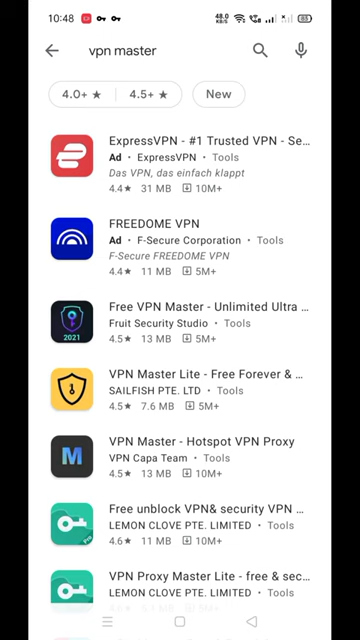 10:48
48.0
KB/S
83
vpn master
4.0+ ★
4.5+ ★
New
ExpressVPN - #1 Trusted VPN - Se...
Ad • ExpressVPN • Tools
Das VPN, das einfach klappt
4.4★ 31 MB 10M+
FREEDOME VPN
Ad • F-Secure Corporation • Tools
F-Secure FREEDOME VPN
4.4★ 11 MB 5M+
2021
Free VPN Master - Unlimited Ultra ...
Fruit Security Studio • Tools
4.5★ 13 MB 5M+
VPN Master Lite - Free Forever & ...
SAILFISH PTE. LTD • Tools
4.5★ 7.6 MB 5M+
M
VPN Master - Hotspot VPN Proxy
VPN Capa Team • Tools
4.5★ 13 MB 10M+
Pro
Free unblock VPN& security VPN ...
LEMON CLOVE PTE. LIMITED • Tools
4.6★ 11 MB 10M+
VPN Proxy Master Lite - free & sec...
LEMON CLOVE PTE. LIMITED • Tools